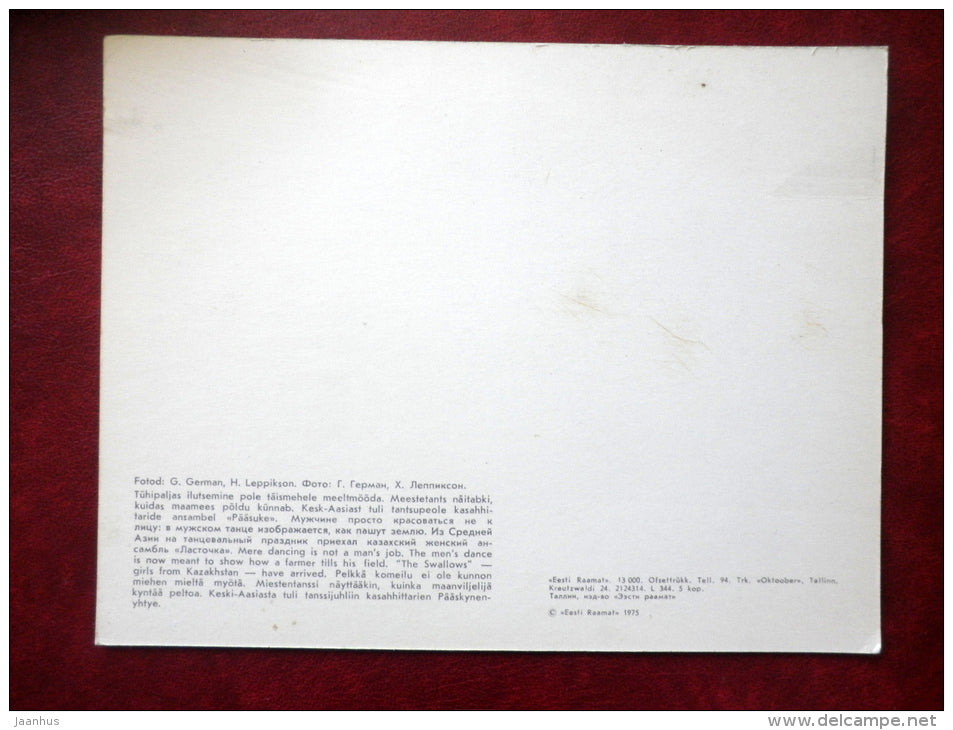 Fotod: G. German, H. Leppikson. Фото: Г. Герман, Х. Леппиксон.
Tühipaljas ilutsemine pole täismehele meeltmööda. Meestetants näitabki,
kuidas maamees põldu künnab. Kesk-Aasiast tuli tantsupeole kasahhi-
taride ansambel «Pääsuke». Мужчине просто красоваться не к
лицу: в мужском танце изображается, как пашут землю. Из Средней
Азии на танцевальный праздник приехал казахский женский ан-
самбль «Ласточка». Mere dancing is not a man's job. The men's dance
is now meant to show how a farmer tills his field. "The Swallows" —
girls from Kazakhstan — have arrived. Pelkkä komeilu ei ole kunnon
miehen mieltä myötä. Miestentanssi näyttääkin, kuinka maanviljelijä
kyntää peltoa. Keski-Aasiasta tuli tanssijuhliin kasahhittarien Pääskynen-
yhtye.
«Eesti Raamat». 13 000. Ofsettrükk. Tell. 94. Trk. «Oktoober», Tallinn,
Kreutzwaldi 24. 2124314. L 344. 5 kop.
Таллин, изд-во «Ээсти раамат»
© «Eesti Raamat» 1975
jaanhus
www.delcampe.net